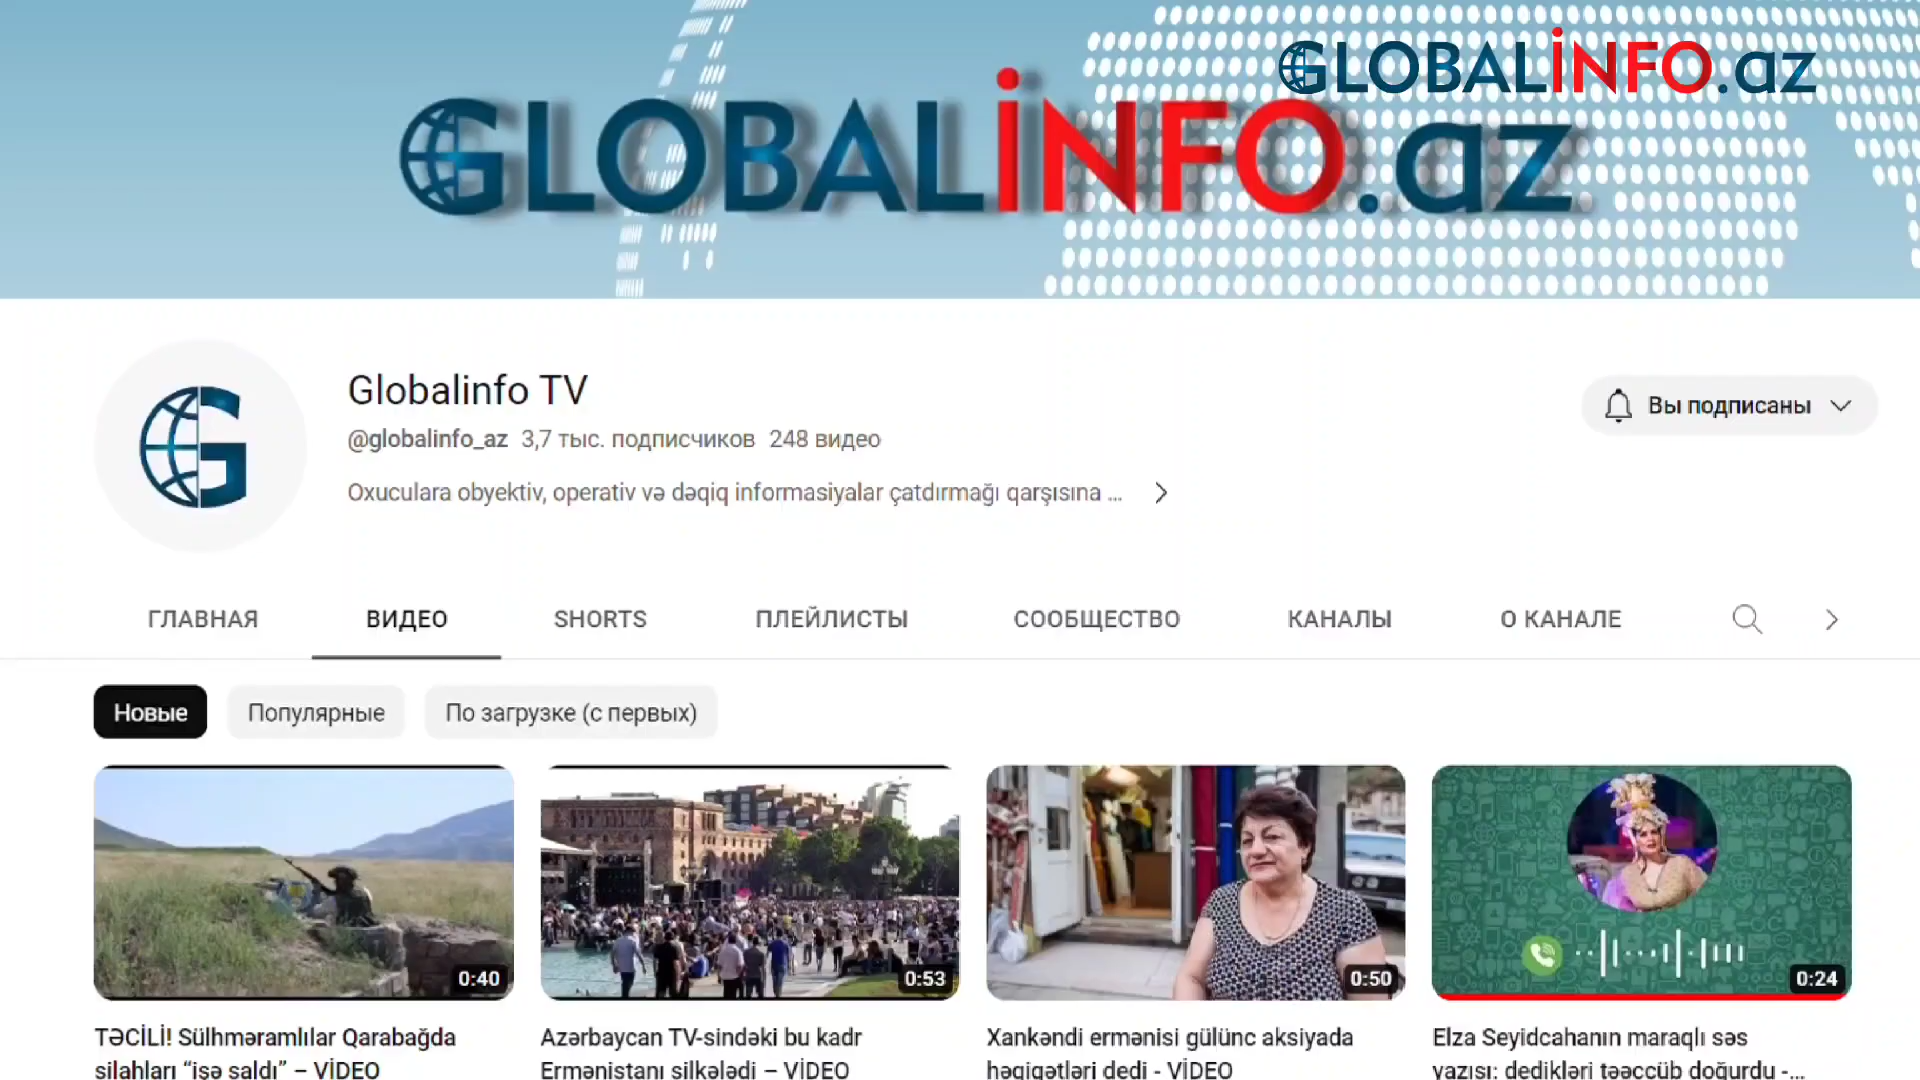 GLOBALİNFO.az
GLOBALİNFO.az
Globalinfo TV
@globalinfo_az 3,7 тыс. подписчиков 248 видео
Oxuculara obyektiv, operativ və dəqiq informasiyalar çatdırmağı qarşısına ...
Вы подписаны
ГЛАВНАЯ ВИДЕО SHORTS ПЛЕЙЛИСТЫ СООБЩЕСТВО КАНАЛЫ О КАНАЛЕ
Новые Популярные По загрузке (с первых)
0:40 0:53 0:50 0:24
TƏCİLİ! Sülhməramlılar Qarabağda
silahları “işə saldı” – VİDEO
Azərbaycan TV-sindəki bu kadr
Ermənistanı silkələdi – VİDEO
Xankəndi ermənisi gülünc aksiyada
həqiqətləri dedi - VİDEO
Elza Seyidcahanın maraqlı səs
yazısı: dedikləri təəccüb doğurdu -...